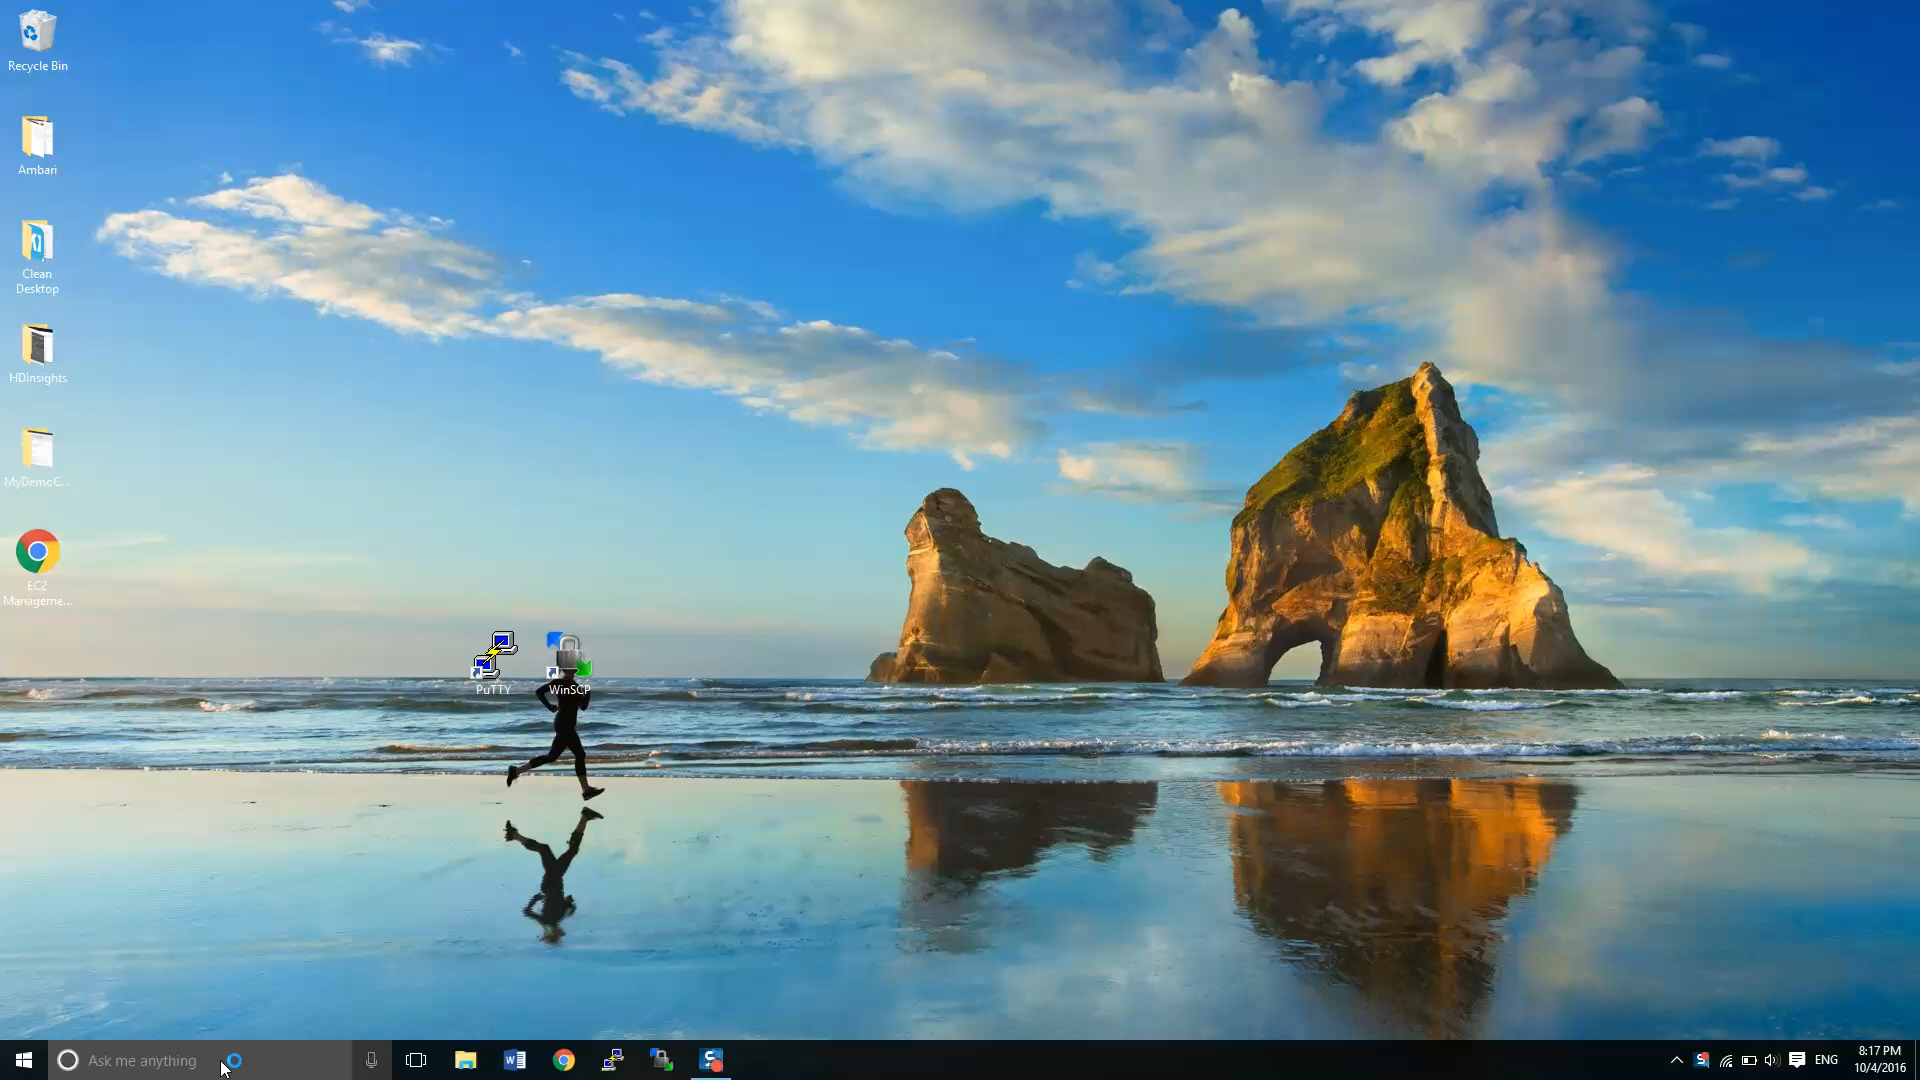 Recycle Bin
Ambari
Clean
Desktop
HDInsights
MyDemoC...
EC2
Manageme...
PuTTY
WinSCP
Ask me anything
ENG
8:17 PM
10/4/2016